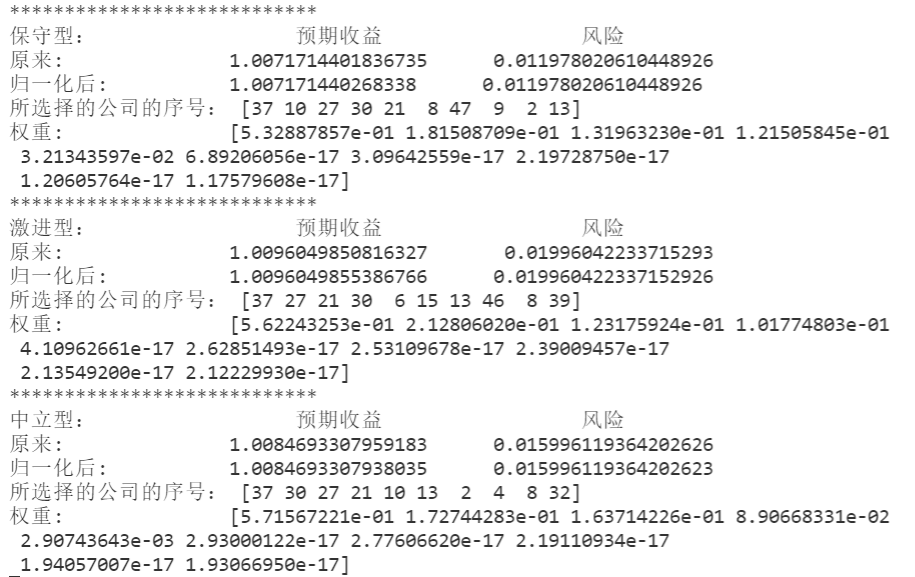 ****************************
保守型： 预期收益 风险
原来: 1.0071714401836735 0.011978020610448926
归一化后: 1.007171440268338 0.011978020610448926
所选择的公司的序号: [37 10 27 30 21 8 47 9 2 13]
权重: [5.32887857e-01 1.81508709e-01 1.31963230e-01 1.21505845e-01
3.21343597e-02 6.89206056e-17 3.09642559e-17 2.19728750e-17
1.20605764e-17 1.17579608e-17]
****************************
激进型： 预期收益 风险
原来: 1.0096049850816327 0.01996042233715293
归一化后: 1.0096049855386766 0.019960422337152926
所选择的公司的序号: [37 27 21 30 6 15 13 46 8 39]
权重: [5.62243253e-01 2.12806020e-01 1.23175924e-01 1.01774803e-01
4.10962661e-17 2.62851493e-17 2.53109678e-17 2.39009457e-17
2.13549200e-17 2.12229930e-17]
****************************
中立型： 预期收益 风险
原来: 1.0084693307959183 0.015996119364202626
归一化后: 1.0084693307938035 0.015996119364202623
所选择的公司的序号: [37 30 27 21 10 13 2 4 8 32]
权重: [5.71567221e-01 1.72744283e-01 1.63714226e-01 8.90668331e-02
2.90743643e-03 2.93000122e-17 2.77606620e-17 2.19110934e-17
1.94057007e-17 1.93066950e-17]